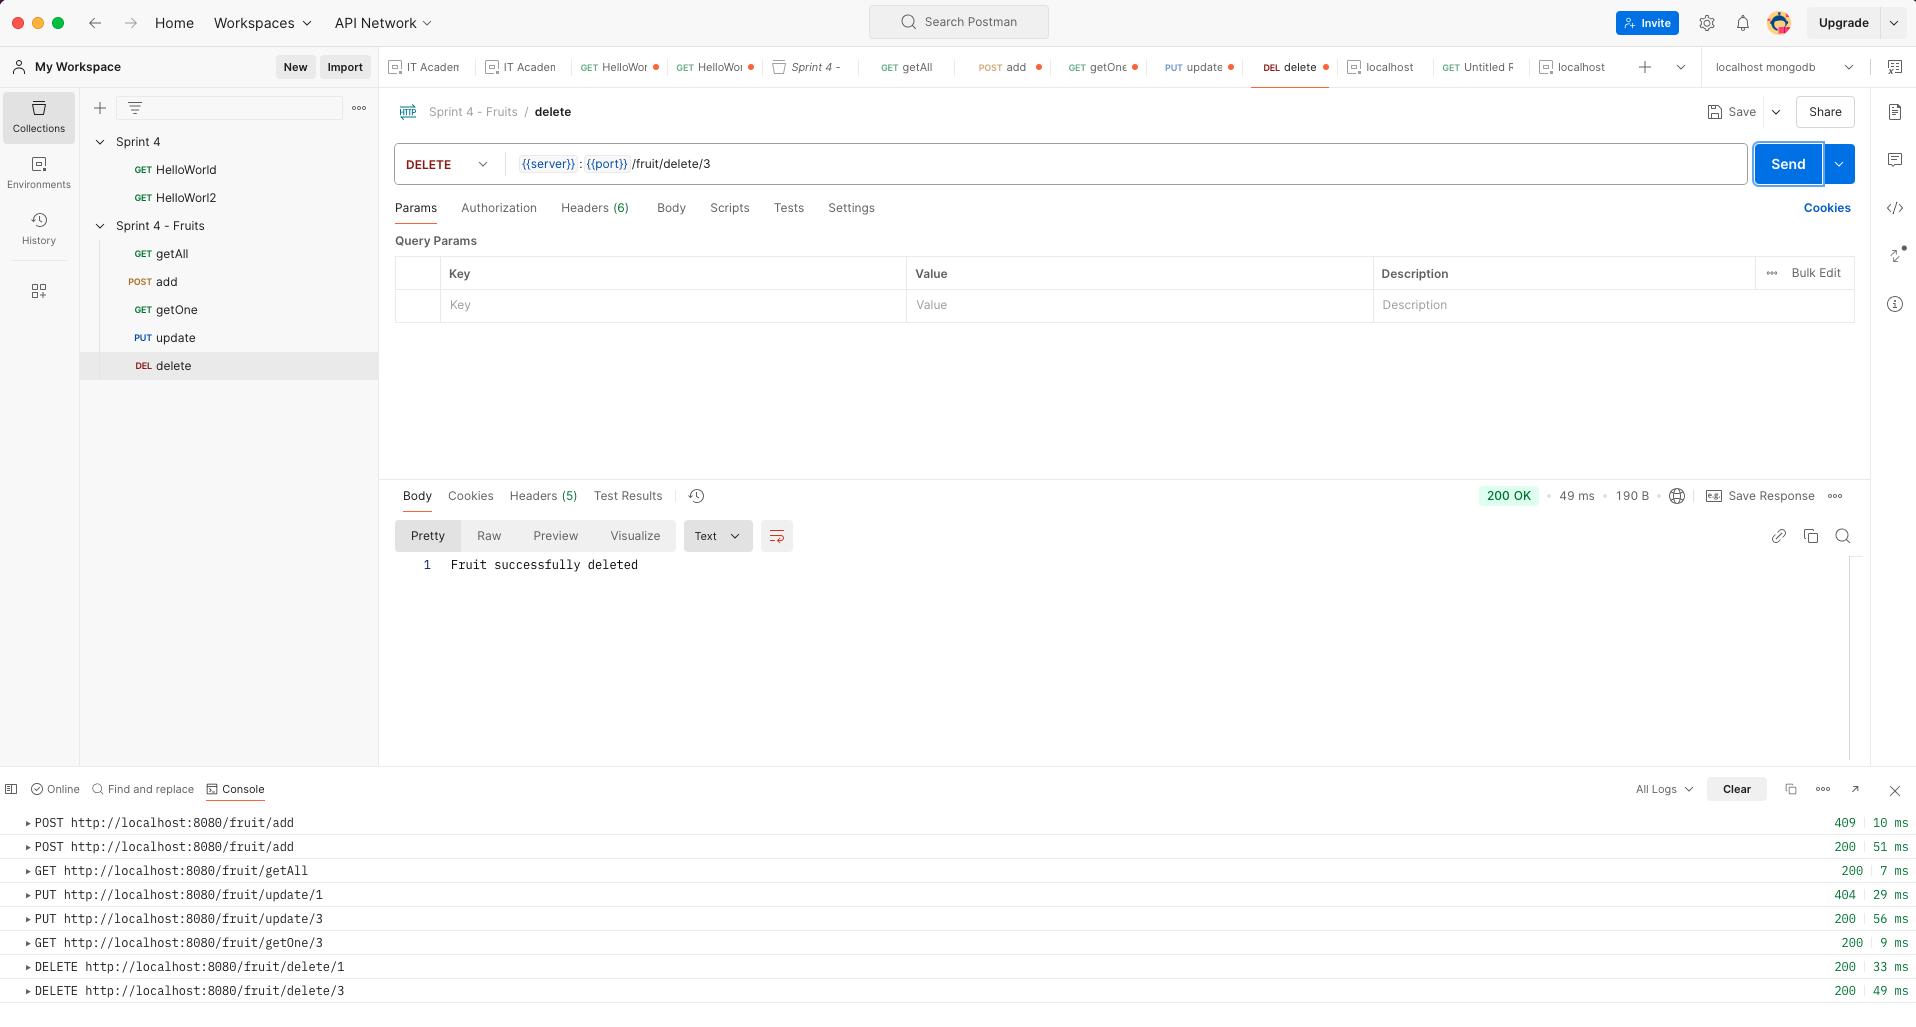 Home Workspaces API Network Search Postman Invite Upgrade
My Workspace New Import
IT Academ IT Academ GET HelloWor GET HelloWor Sprint 4 - GET getAll POST add GET getOne PUT update DEL delete localhost GET Untitled R localhost localhost mongodb
Collections
Environments
History
Sprint 4
GET HelloWorld
GET HelloWorl2
Sprint 4 - Fruits
GET getAll
POST add
GET getOne
PUT update
DEL delete
HTTP Sprint 4 - Fruits / delete Save Share
DELETE {{server}} : {{port}} /fruit/delete/3 Send
Params Authorization Headers (6) Body Scripts Tests Settings Cookies
Query Params
Key Value Description Bulk Edit
Key Value Description
Body Cookies Headers (5) Test Results 200 OK 49 ms 190 B e.g. Save Response
Pretty Raw Preview Visualize Text
1 Fruit successfully deleted
Online Find and replace Console All Logs Clear
POST http://localhost:8080/fruit/add 409 10 ms
POST http://localhost:8080/fruit/add 200 51 ms
GET http://localhost:8080/fruit/getAll 200 7 ms
PUT http://localhost:8080/fruit/update/1 404 29 ms
PUT http://localhost:8080/fruit/update/3 200 56 ms
GET http://localhost:8080/fruit/getOne/3 200 9 ms
DELETE http://localhost:8080/fruit/delete/1 200 33 ms
DELETE http://localhost:8080/fruit/delete/3 200 49 ms